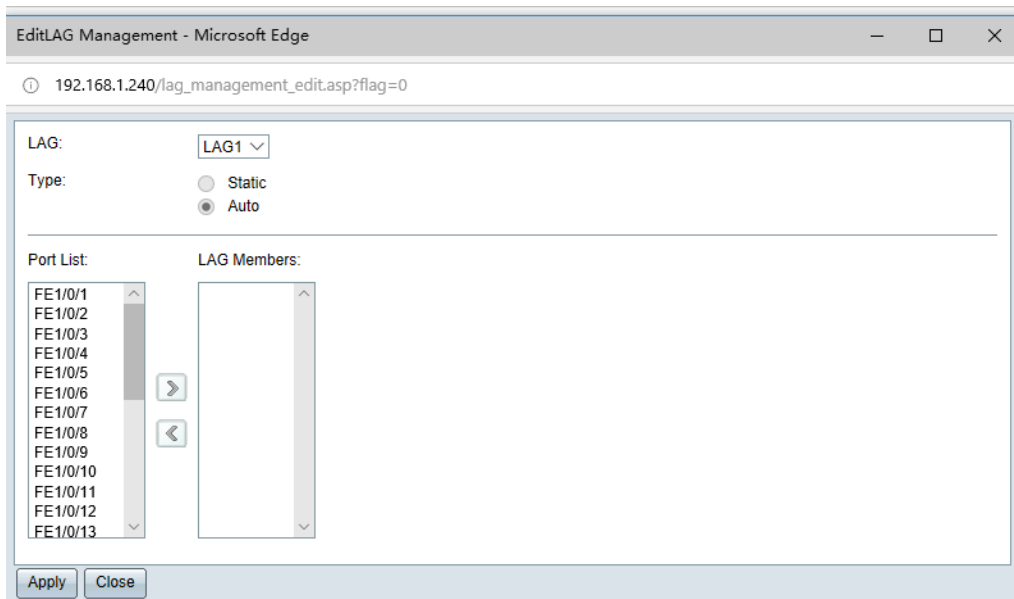 EditLAG Management - Microsoft Edge
192.168.1.240/lag_management_edit.asp?flag=0
LAG: LAG1
Type: Static
Auto
Port List: LAG Members:
FE1/0/1
FE1/0/2
FE1/0/3
FE1/0/4
FE1/0/5
FE1/0/6
FE1/0/7
FE1/0/8
FE1/0/9
FE1/0/10
FE1/0/11
FE1/0/12
FE1/0/13
Apply Close